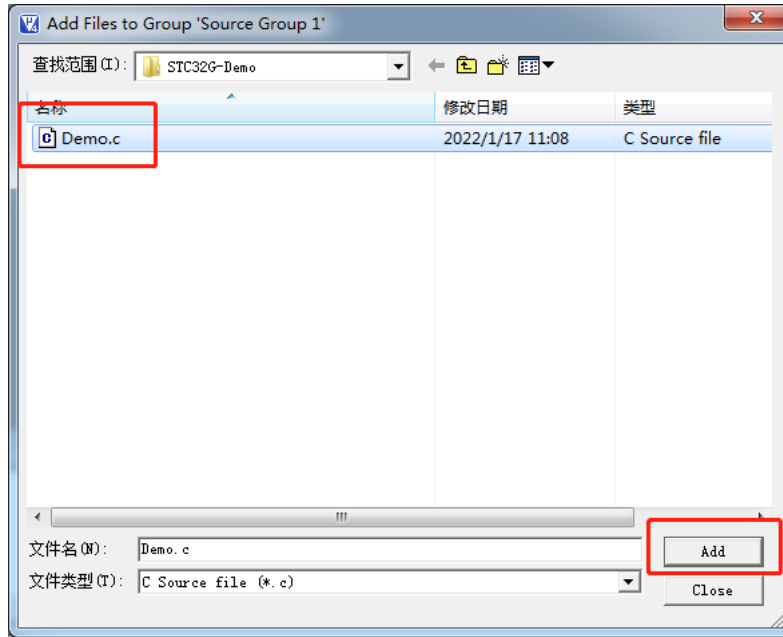 Add Files to Group 'Source Group 1'
查找范围(I): STC32G-Demo
名称 修改日期 类型
Demo.c 2022/1/17 11:08 C Source file
文件名(N): Demo.c Add
文件类型(T): C Source file (*.c) Close